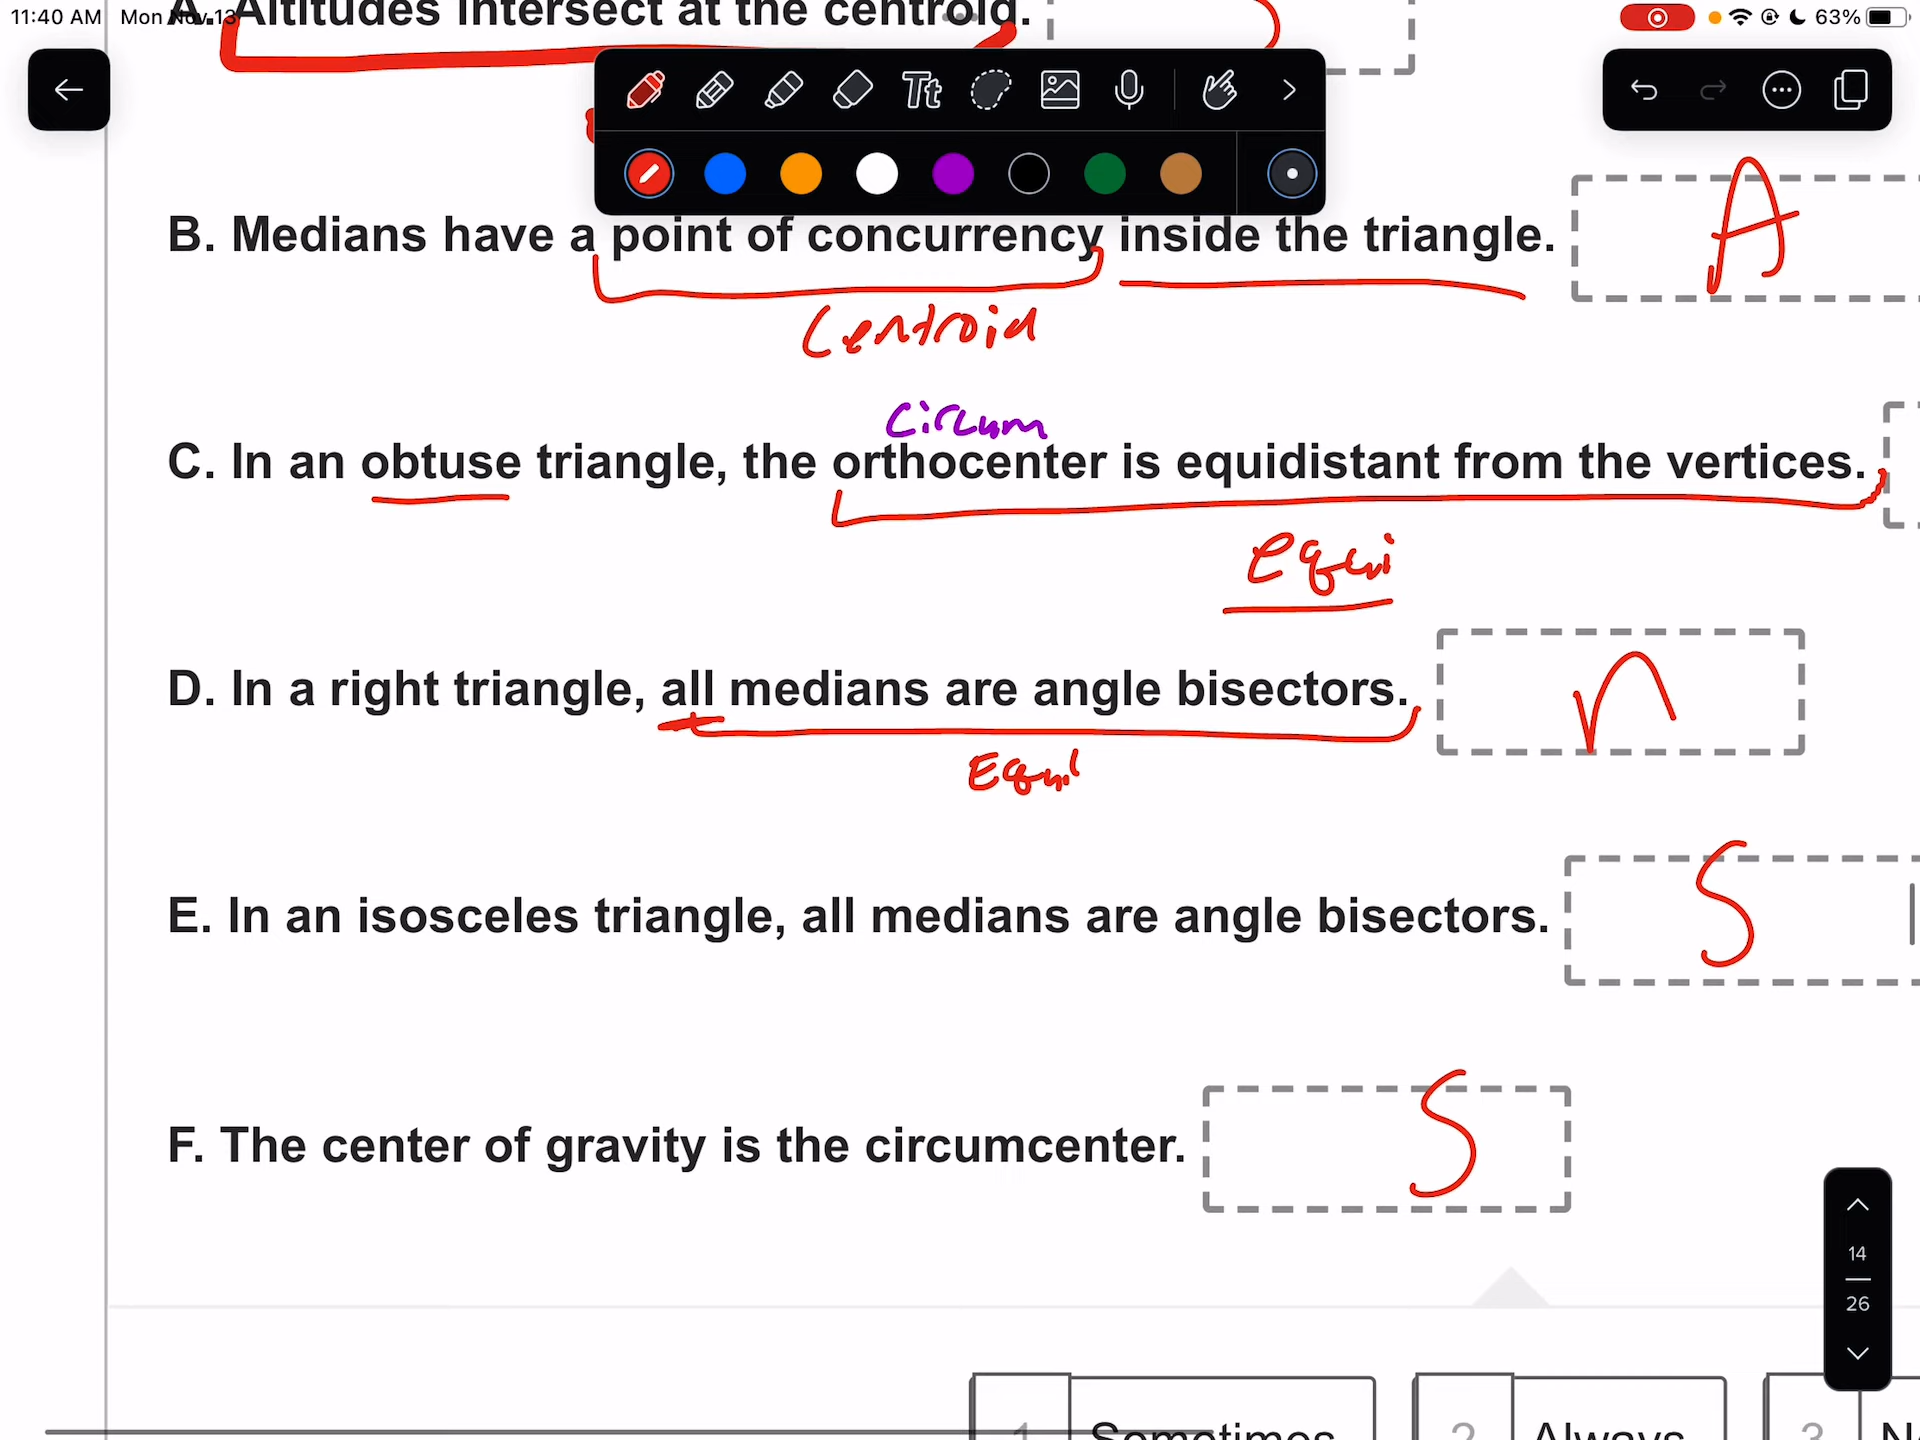 11:40 AM Mon Nov 13
63%
A. Altitudes intersect at the centroid.
Tt
B. Medians have a point of concurrency inside the triangle.
A
Centroid
Circum
C. In an obtuse triangle, the orthocenter is equidistant from the vertices.
equi
D. In a right triangle, all medians are angle bisectors.
n
Equi
E. In an isosceles triangle, all medians are angle bisectors.
S
F. The center of gravity is the circumcenter.
S
14
26
1 Sometimes
2 Always
3 N